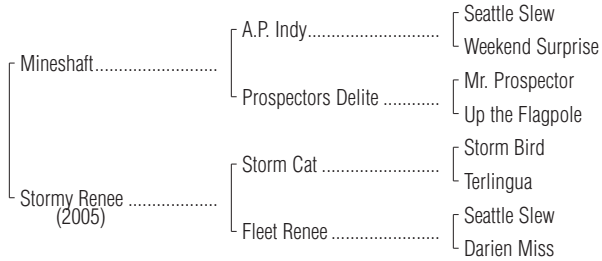 Seattle Slew
A.P. Indy..............................
Weekend Surprise
Mineshaft............................
Mr. Prospector
Prospectors Delite .............
Up the Flagpole
Storm Bird
Storm Cat ...........................
Terlingua
Stormy Renee .....................
(2005)
Seattle Slew
Fleet Renee .........................
Darien Miss